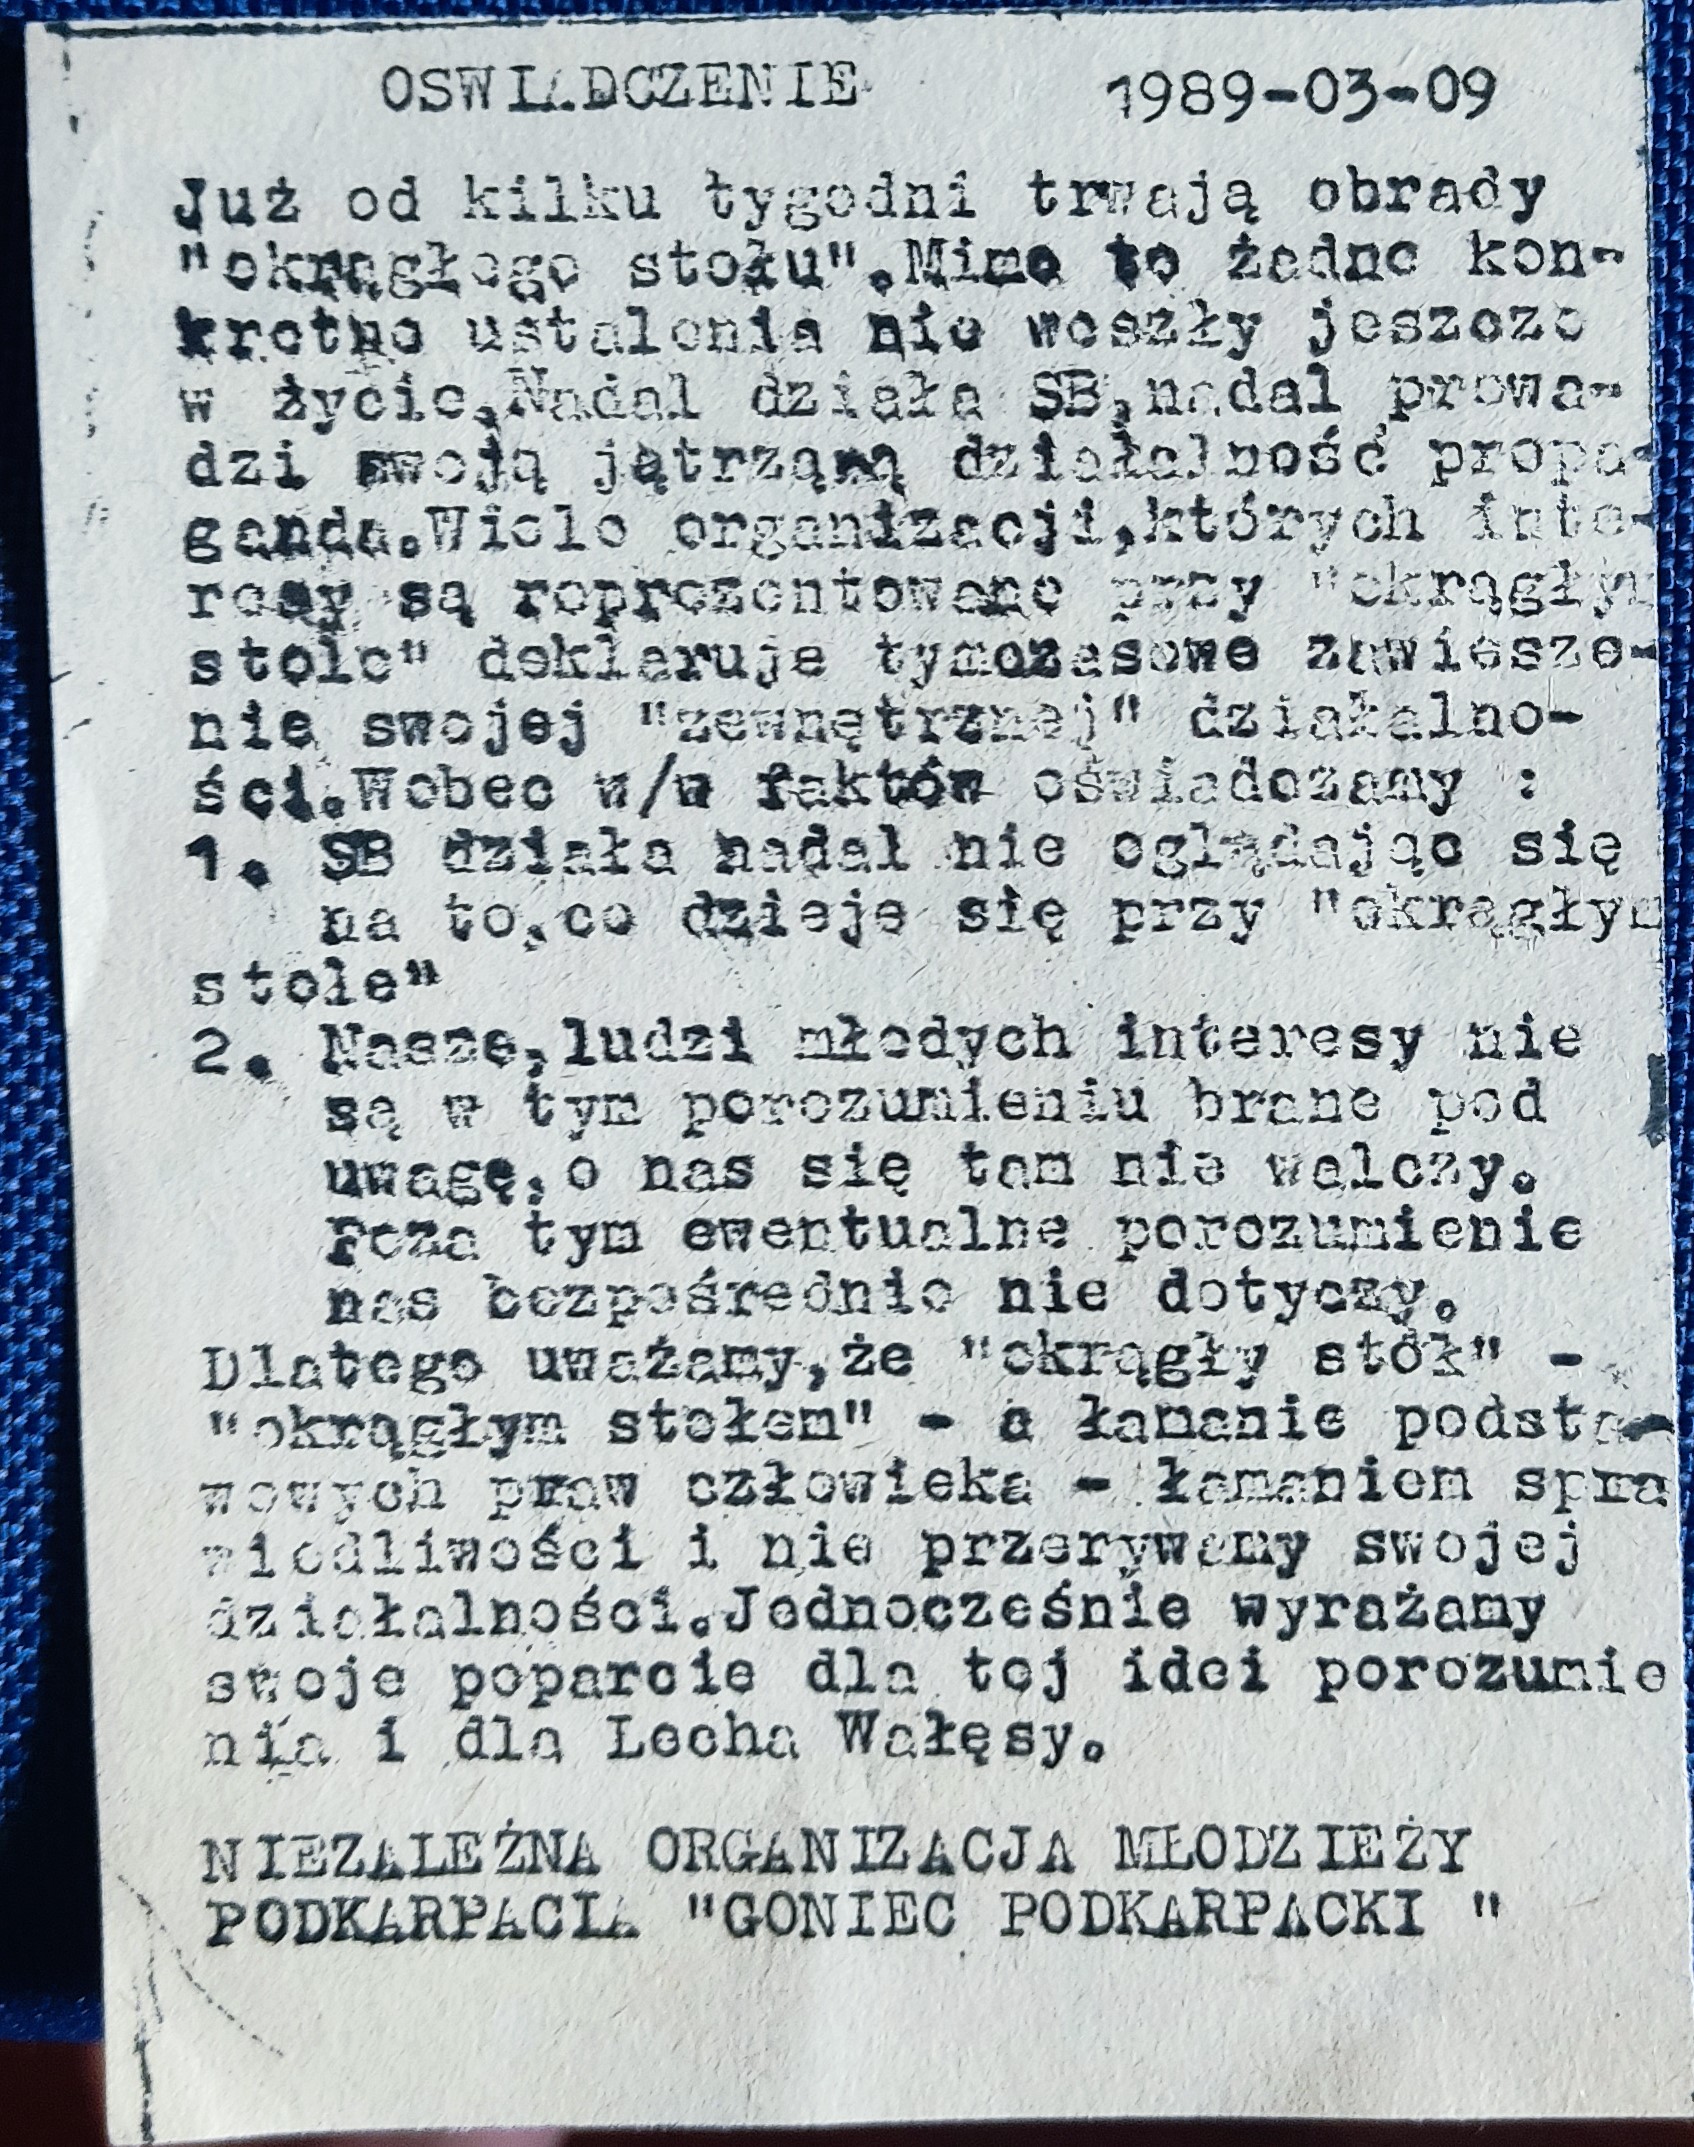 OSWIADCZENIE 1989-03-09
Już od kilku tygodni trwają obrady
"okrągłego stołu".Mimo to żadne kon-
kretne ustalenia nie weszły jeszcze
w życie.Nadal działa SB,nadal prowa-
dzi swoją jątrzącą działalność propa-
ganda.Wiele organizacji,których inte-
resy są reprezentowane przy "okrągłym
stole" deklaruje tymczasowe zawiesze-
nie swojej "zewnętrznej" działalno-
ści.Wobec w/w faktów oświadczamy :
1. SB działa nadal nie oglądając się
na to,co dzieje się przy "okrągłym
stole"
2. Nasze,ludzi młodych interesy nie
są w tym porozumieniu brane pod
uwagę,o nas się tam nie walczy.
Poza tym ewentualne porozumienie
nas bezpośrednio nie dotyczy.
Dlatego uważamy,że "okrągły stół" -
"okrągłym stołem" - a łamanie podsta-
wowych praw człowieka - łamaniem spra
wiedliwości i nie przerywamy swojej
działalności.Jednocześnie wyrażamy
swoje poparcie dla tej idei porozumie
nia i dla Lecha Wałęsy.
NIEZALEŻNA ORGANIZACJA MŁODZIEŻY
PODKARPACIA "GONIEC PODKARPACKI "